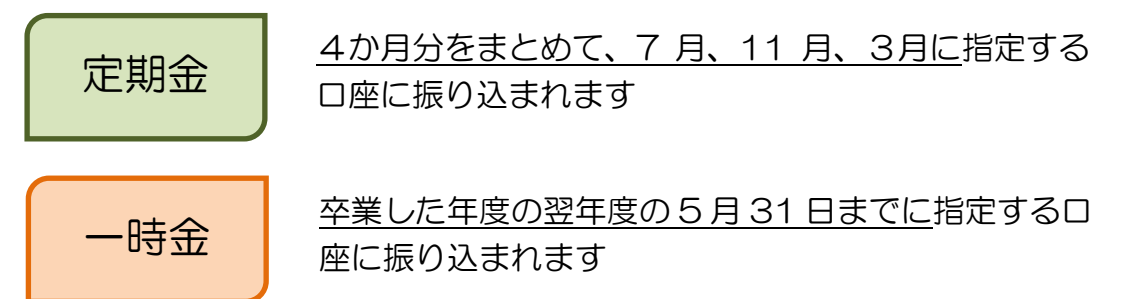 定期金
４か月分をまとめて、７ 月、11 月、３月に指定する
口座に振り込まれます
一時金
卒業した年度の翌年度の５月 31 日までに指定する口
座に振り込まれます